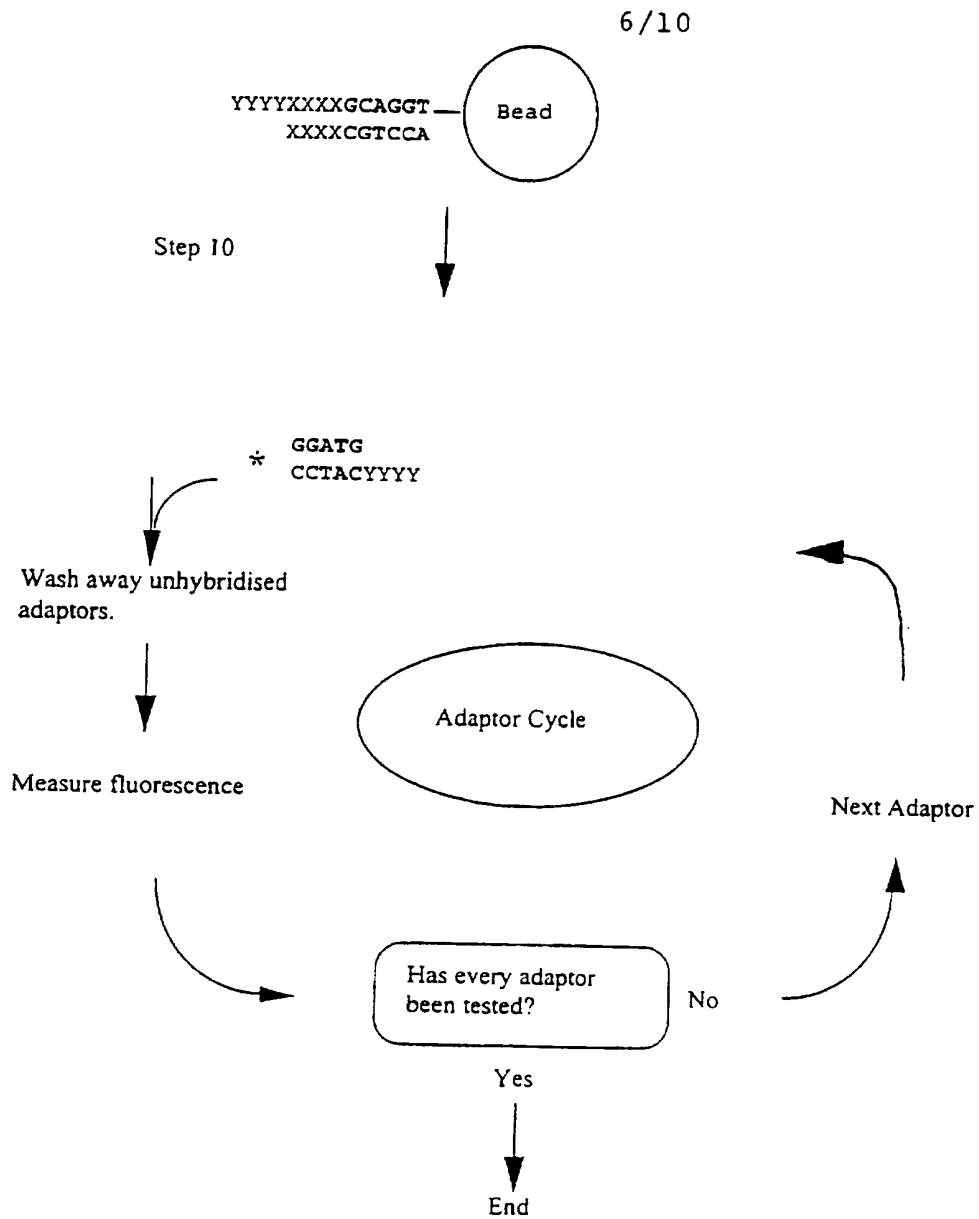 6/10
YYYYXXXXGCAGGT
XXXXCGTCCA
Bead
Step 10
* GGATG
CCTACYYYY
Wash away unhybridised
adaptors.
Adaptor Cycle
Measure fluorescence
Next Adaptor
Has every adaptor
been tested?
No
Yes
End